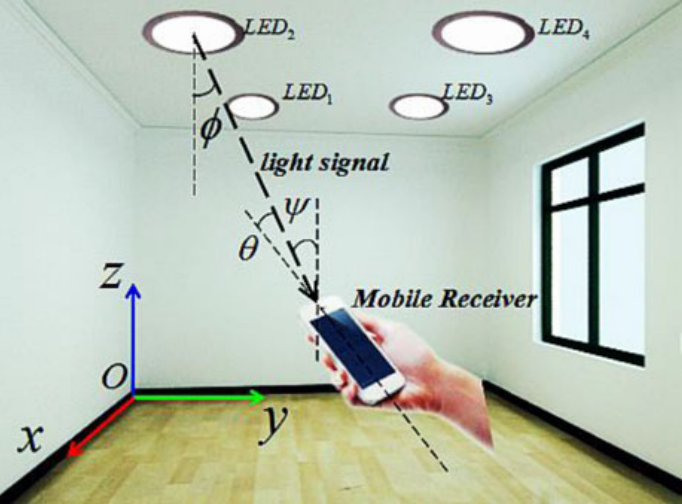 LED₂
LED₄
LED₁
LED₃
ϕ
light signal
ψ
θ
z
Mobile Receiver
O
y
x